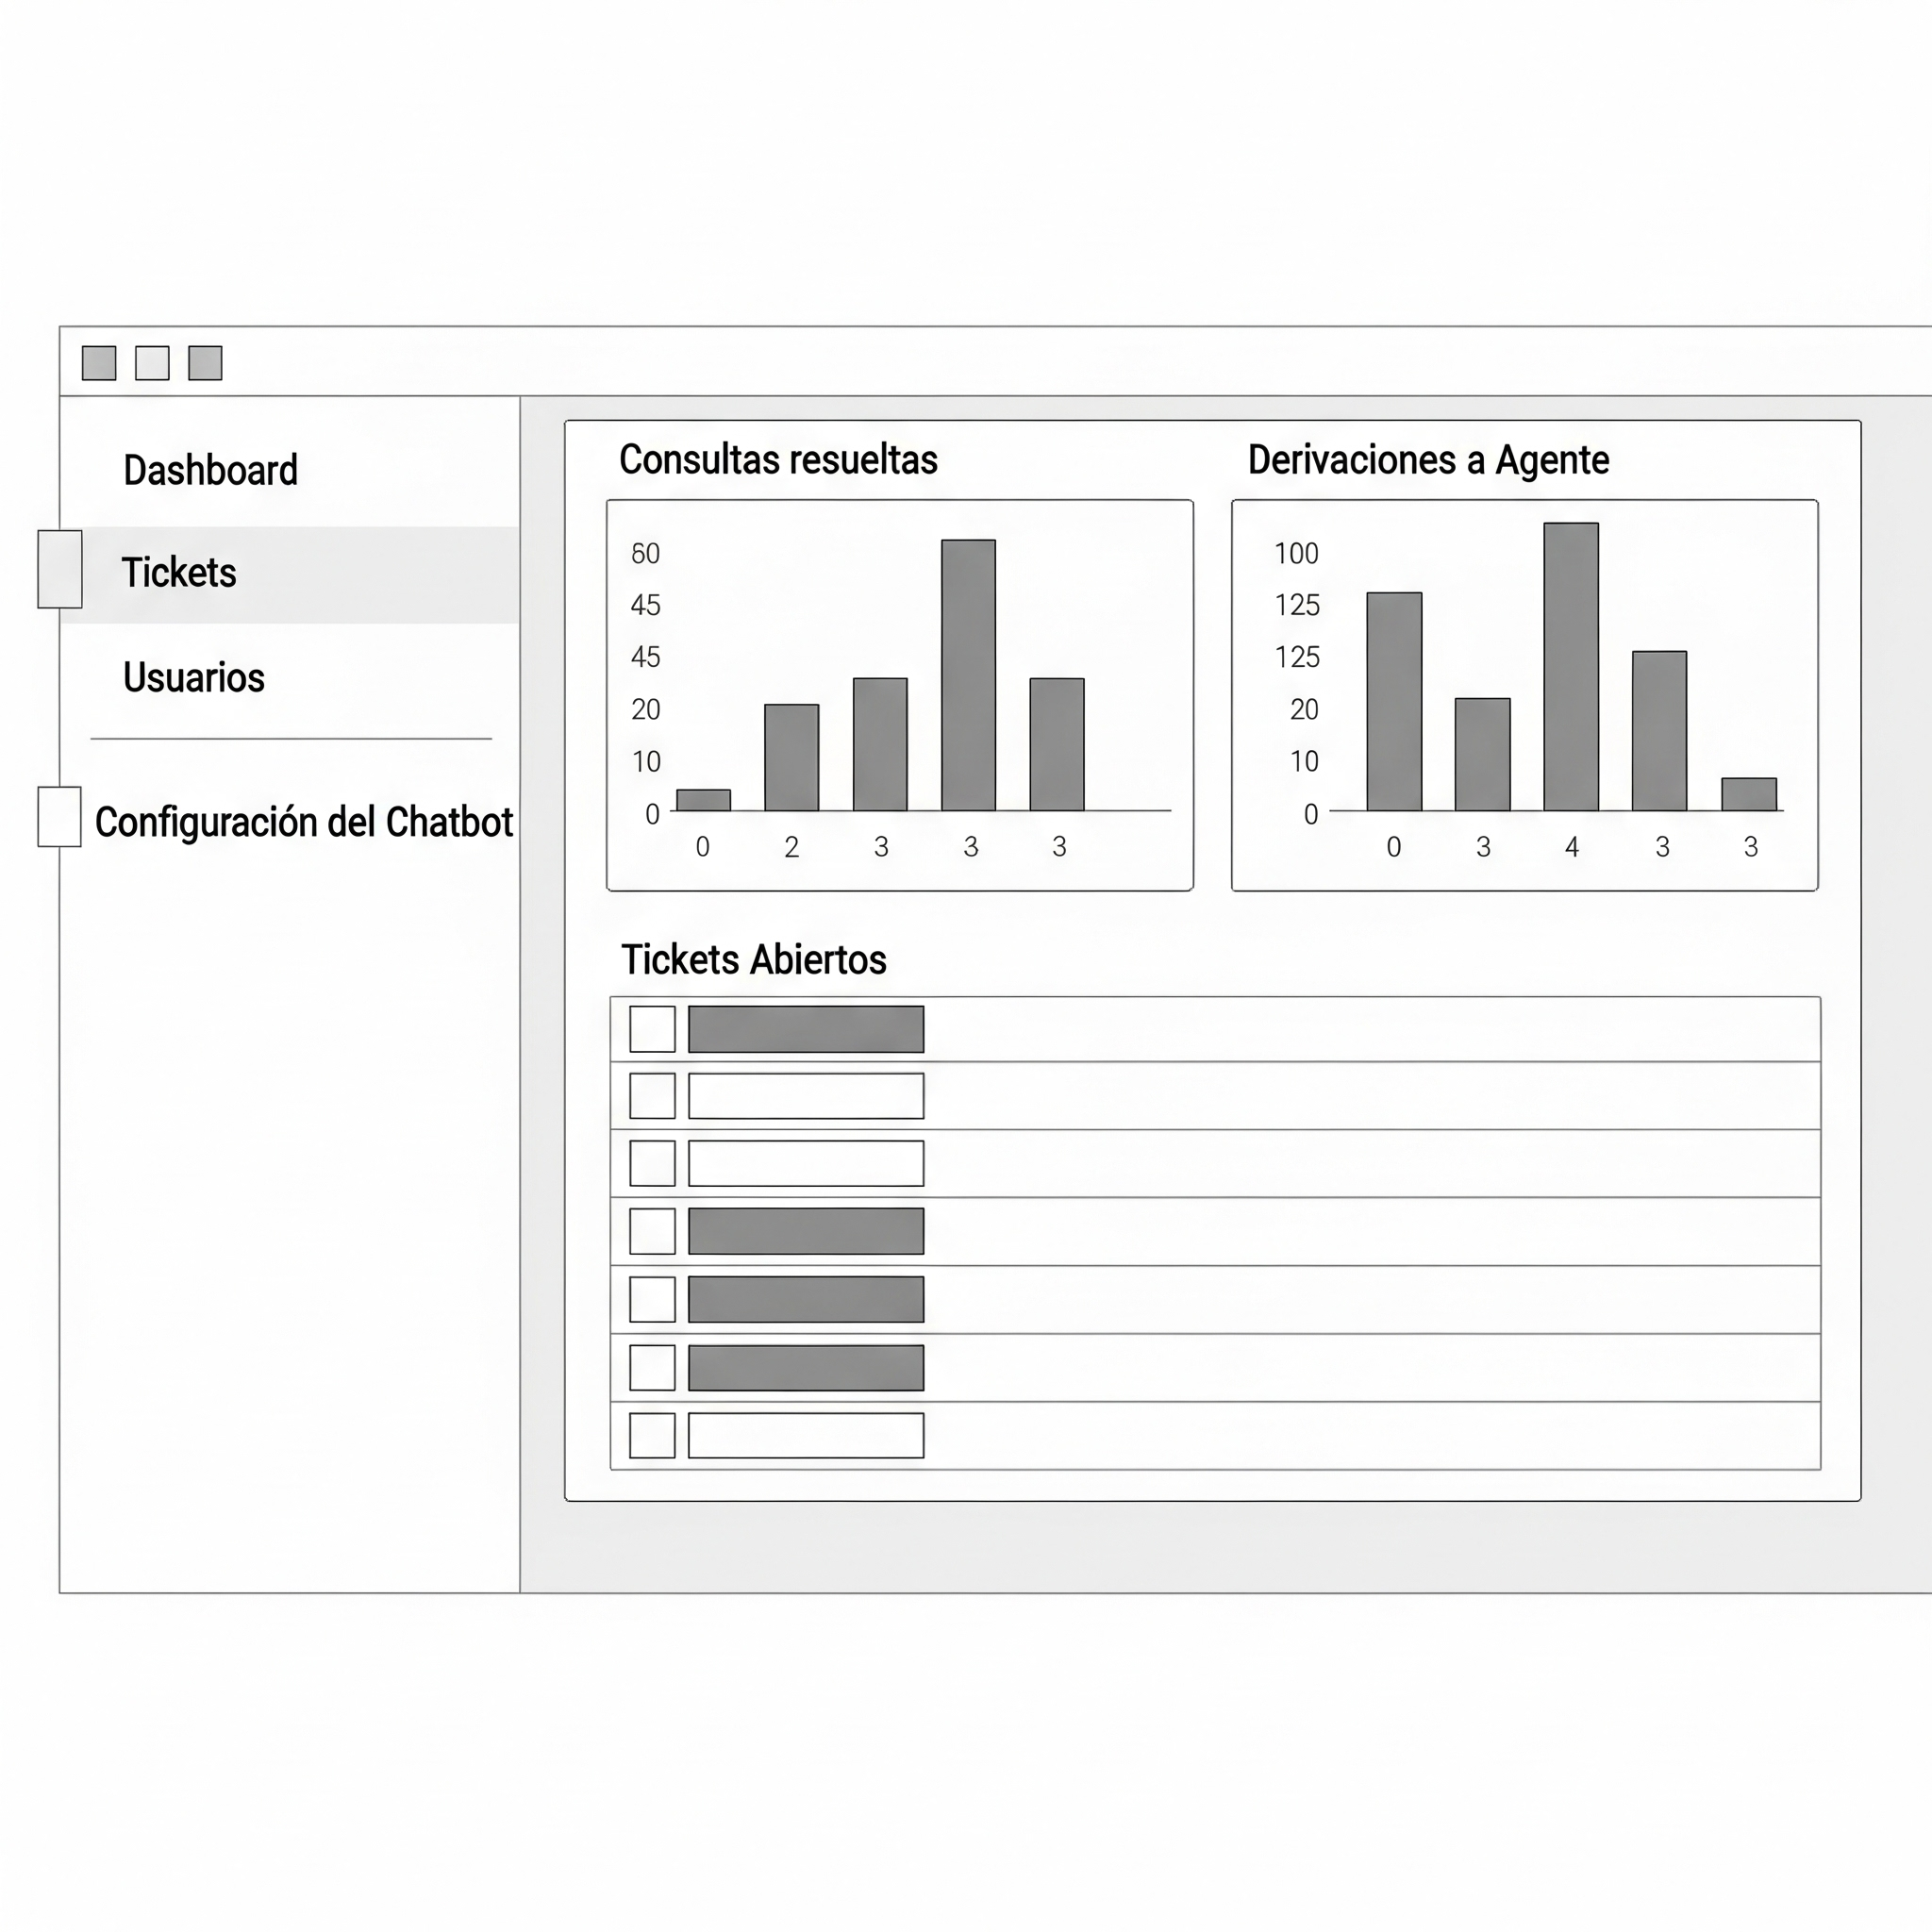 Dashboard
Tickets
Usuarios
Configuración del Chatbot
Consultas resueltas
60
45
45
20
10
0
0 2 3 3 3
Derivaciones a Agente
100
125
125
20
10
0
0 3 4 3 3
Tickets Abiertos